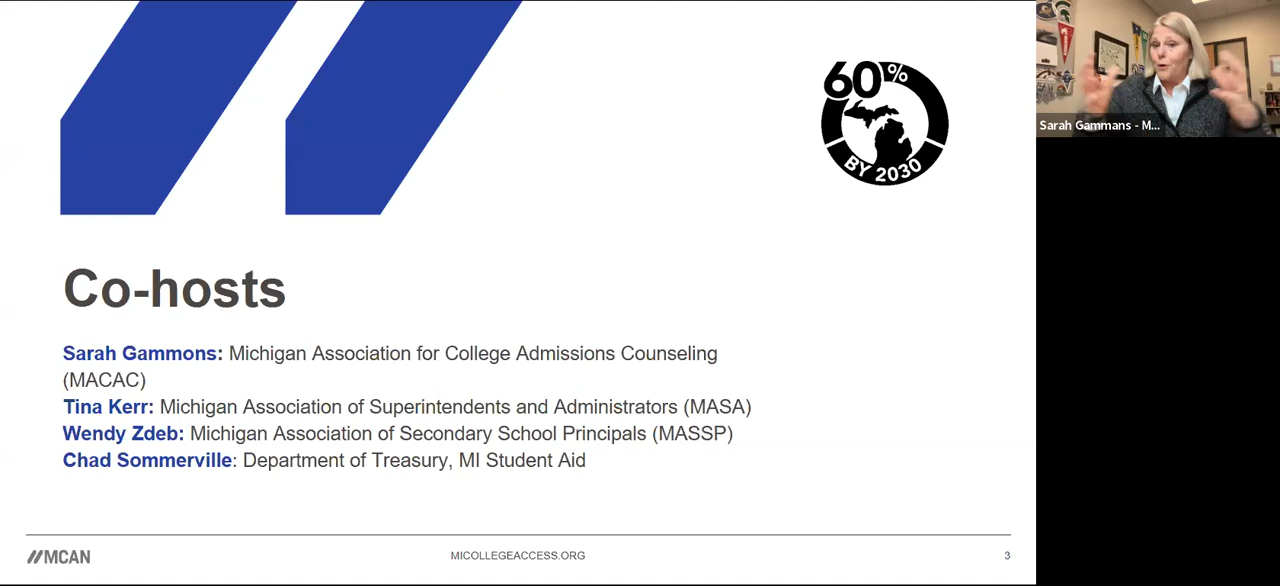 60%
BY 2030
Sarah Gammans - M...
Co-hosts
Sarah Gammons: Michigan Association for College Admissions Counseling
(MACAC)
Tina Kerr: Michigan Association of Superintendents and Administrators (MASA)
Wendy Zdeb: Michigan Association of Secondary School Principals (MASSP)
Chad Sommerville: Department of Treasury, MI Student Aid
//MCAN
MICOLLEGEACCESS.ORG
3